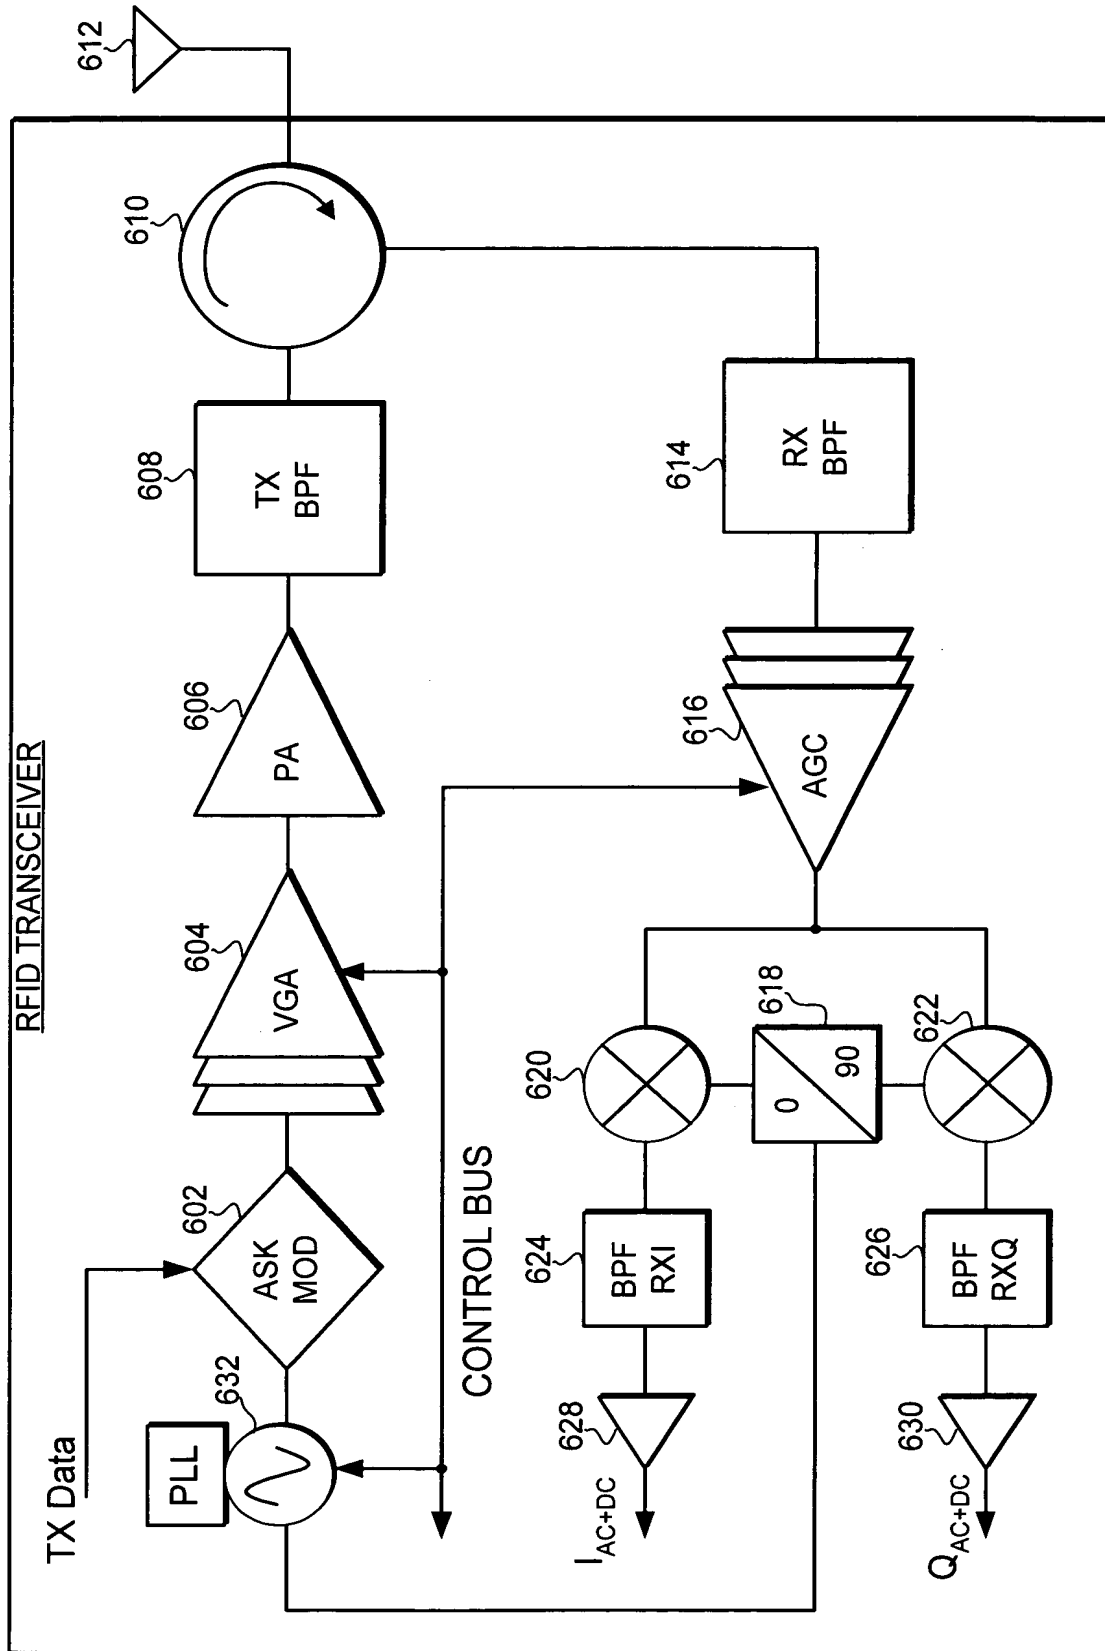 RFID TRANSCEIVER
TX Data
PLL
632
ASK
MOD
602
VGA
604
PA
606
TX
BPF
608
610
612
CONTROL BUS
I AC+DC
628
BPF
RXI
624
620
0
90
618
AGC
616
RX
BPF
614
Q AC+DC
630
BPF
RXQ
626
622